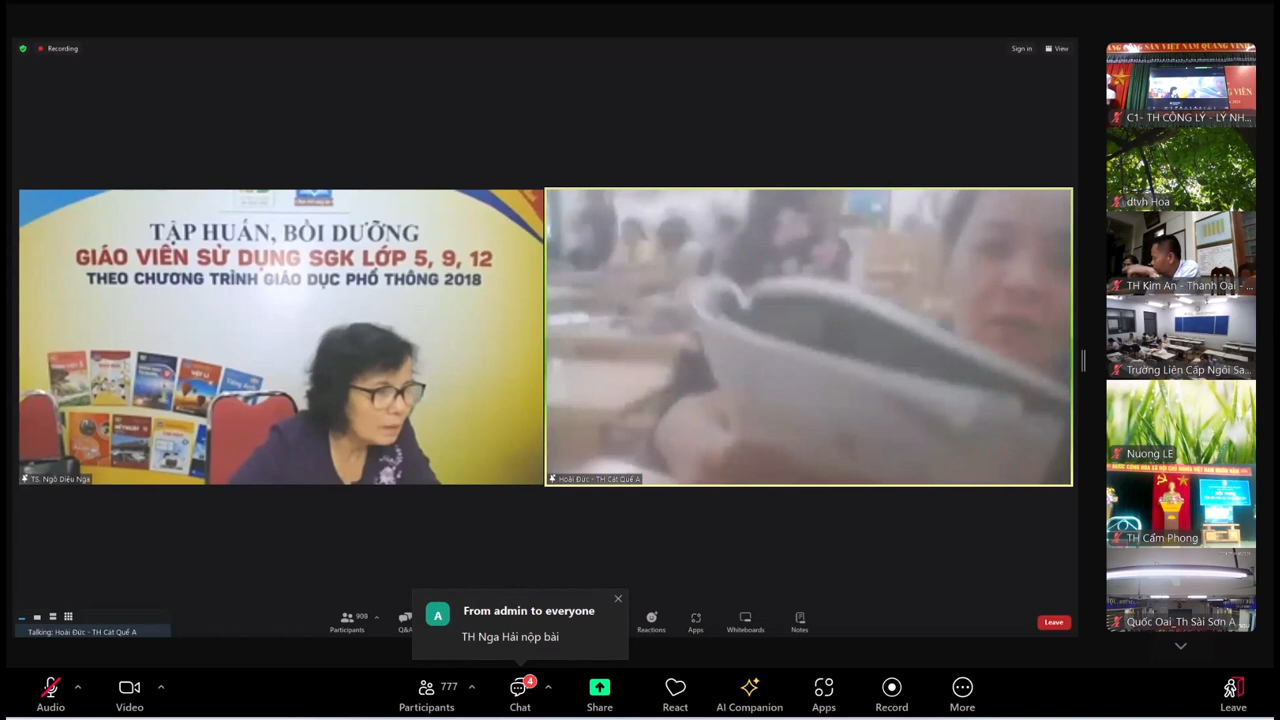 Recording
Sign in
View
TẬP HUẤN, BỒI DƯỠNG
GIÁO VIÊN SỬ DỤNG SGK LỚP 5, 9, 12
THEO CHƯƠNG TRÌNH GIÁO DỤC PHỔ THÔNG 2018
TS. Ngô Diệu Nga
Hoài Đức - TH Cát Quế A
C1- TH CÔNG LÝ - LÝ NH...
dtvh Hoa
TH Kim An - Thanh Oai - ...
Trường Liên Cấp Ngôi Sa...
Nuong LE
TH Cẩm Phong
Quốc Oai_Th Sài Sơn A
Talking: Hoài Đức - TH Cát Quế A
909
Participants
Q&A
Reactions
Apps
Whiteboards
Notes
Leave
A
From admin to everyone
TH Nga Hải nộp bài
Audio
Video
777
Participants
4
Chat
Share
React
AI Companion
Apps
Record
More
Leave